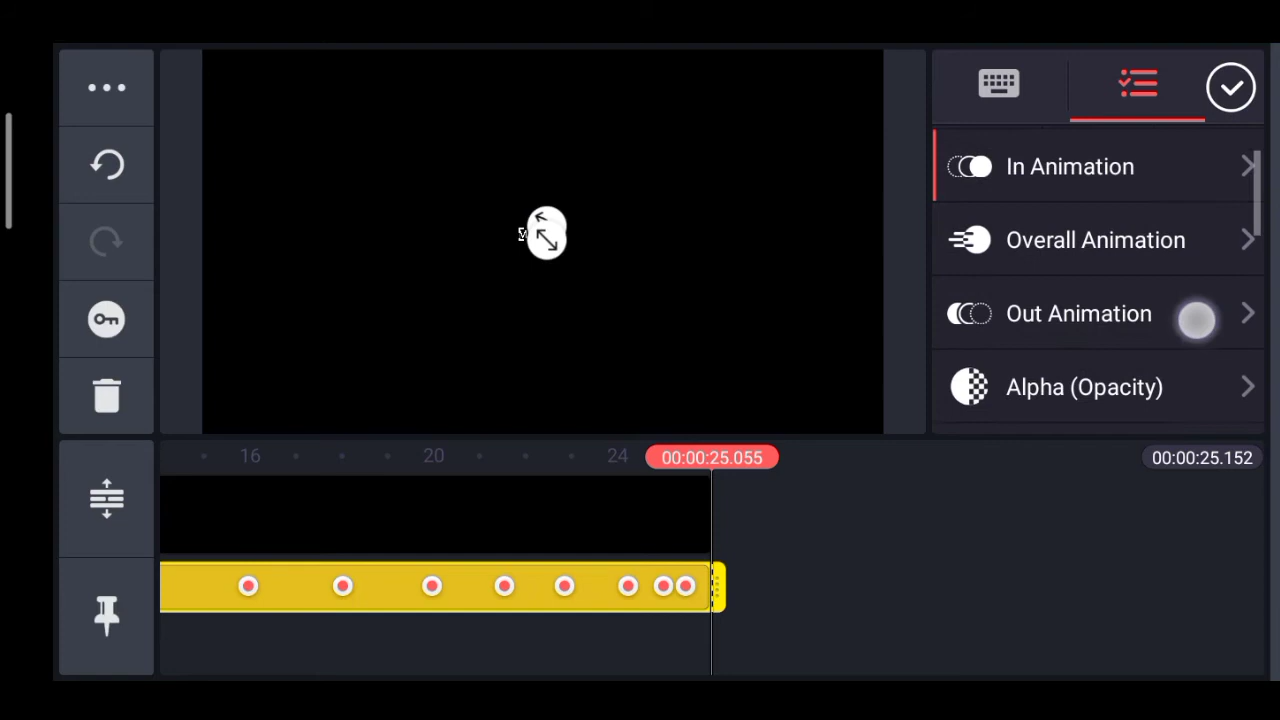 In Animation
Overall Animation
Out Animation
Alpha (Opacity)
16 20 24 00:00:25.055 00:00:25.152